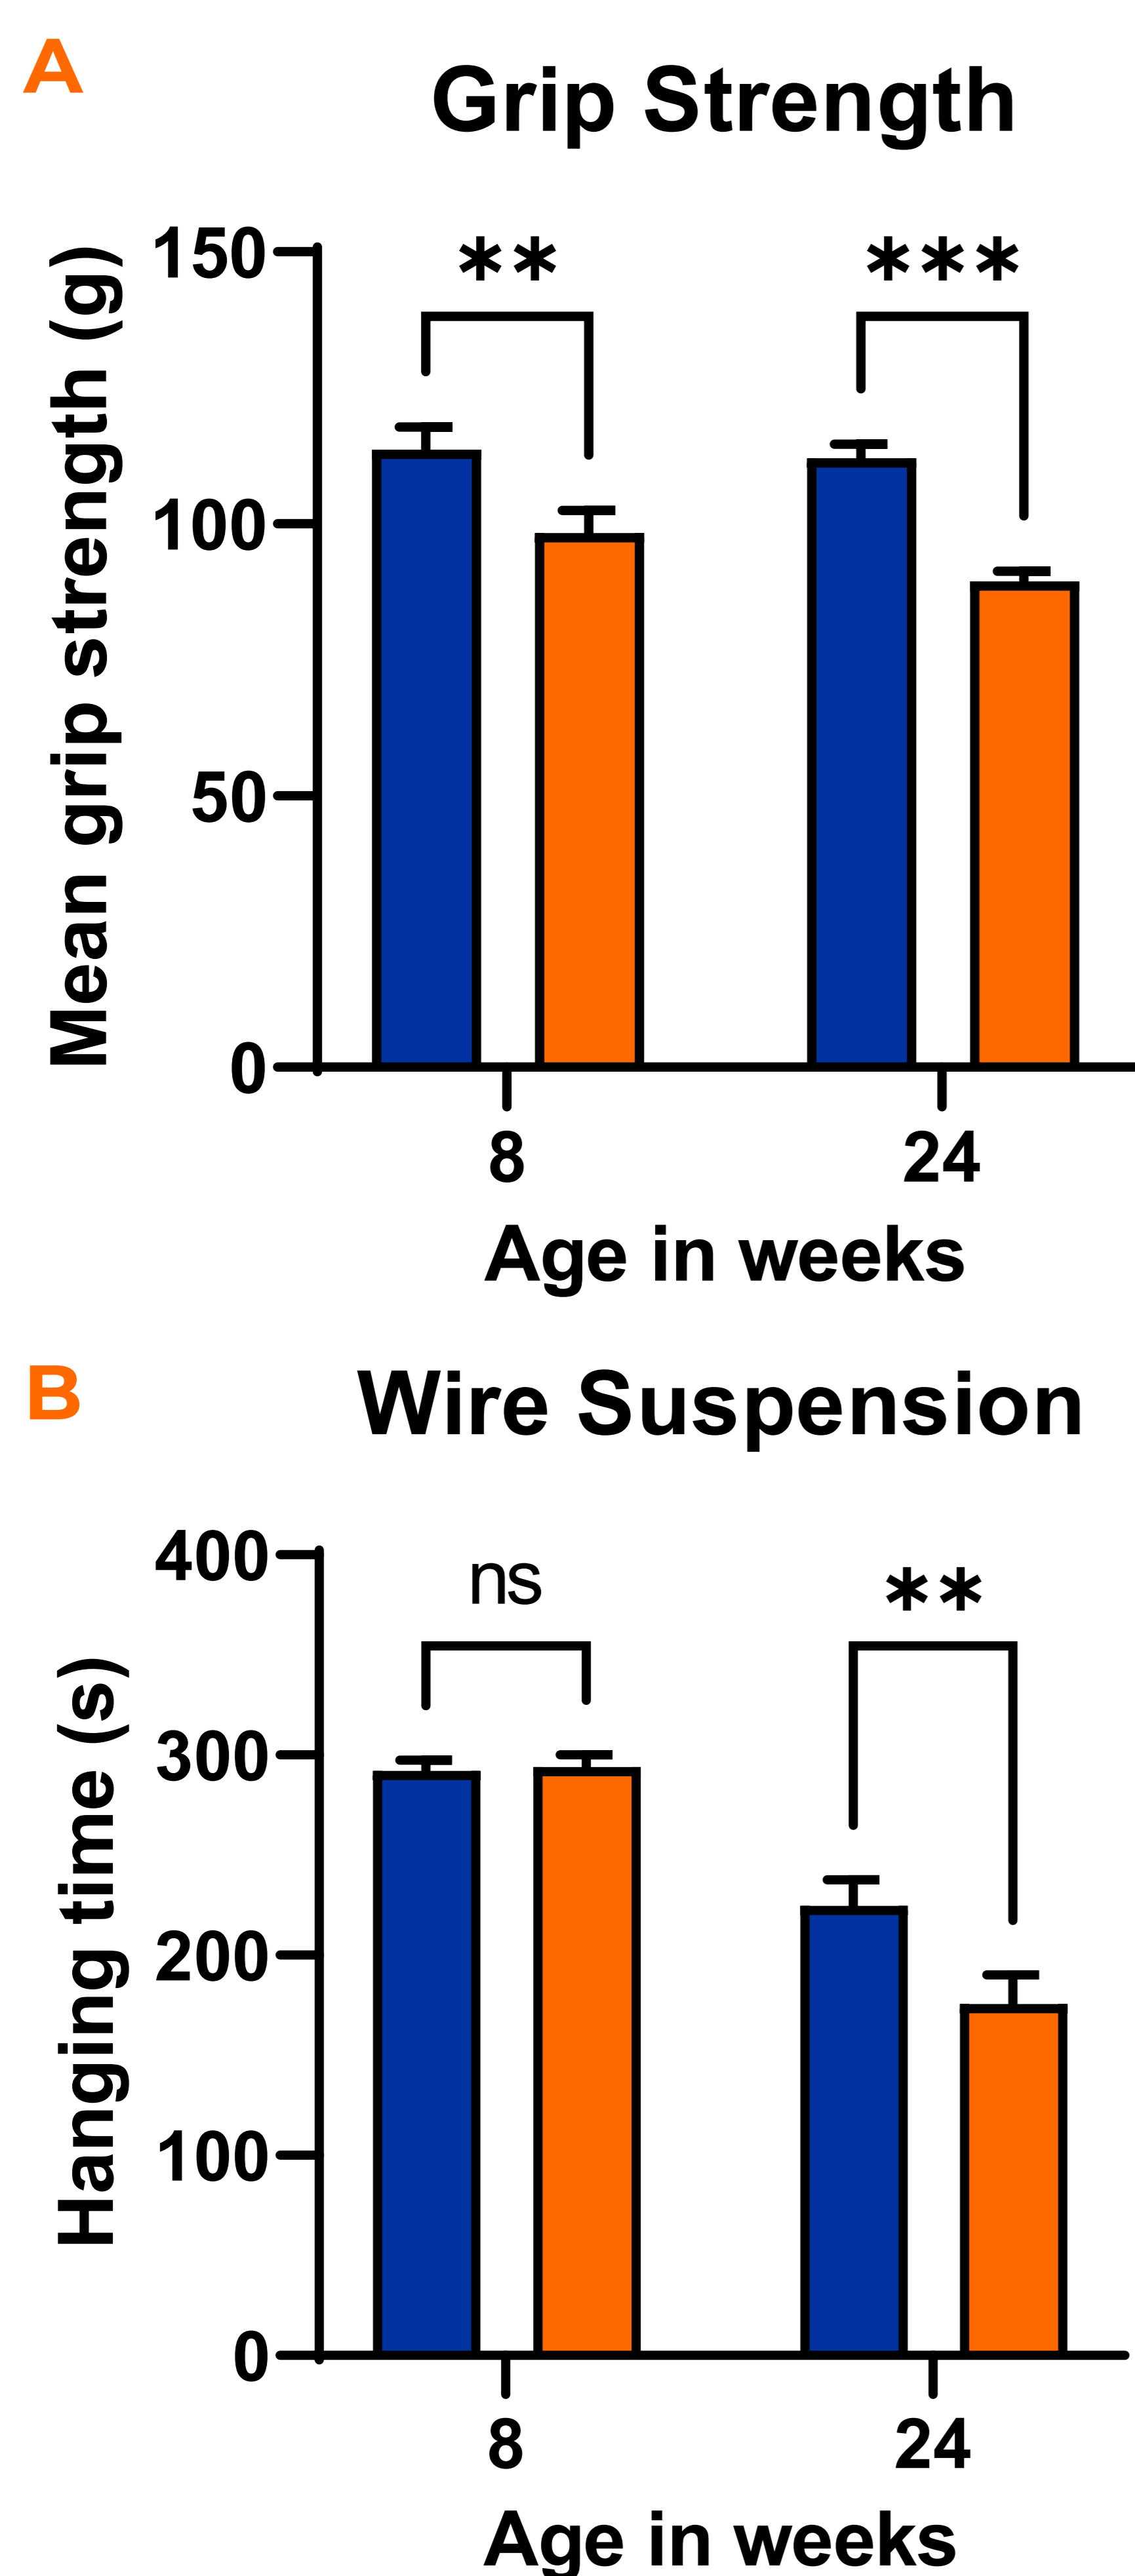 A
Grip Strength
Mean grip strength (g)
150
100
50
0
**
***
8
24
Age in weeks
B
Wire Suspension
Hanging time (s)
400
300
200
100
0
ns
**
8
24
Age in weeks